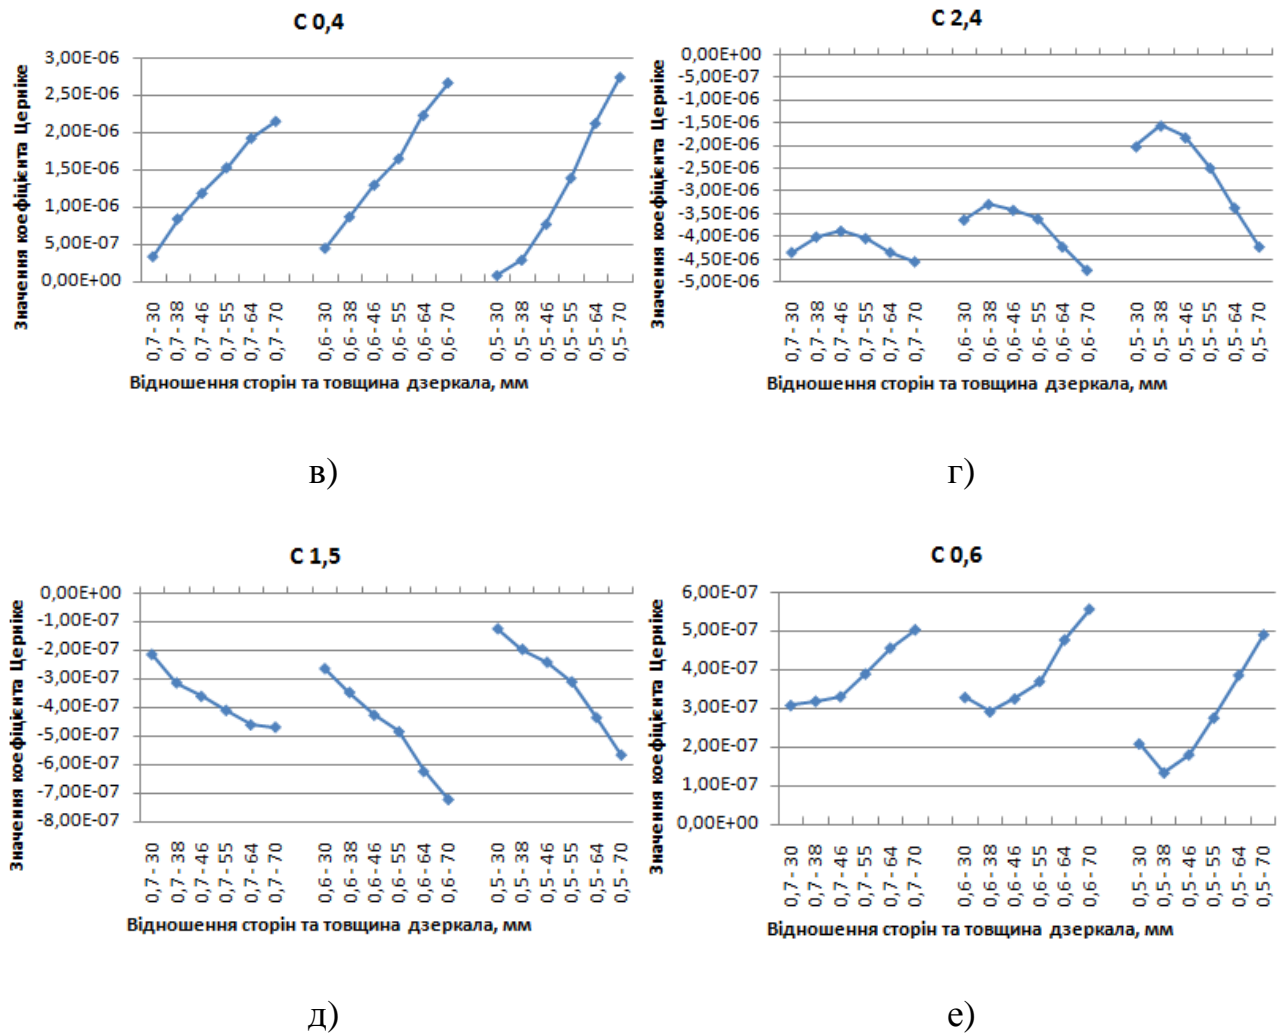 С 0,4
Значення коефіцієнта Церніке
3,00E-06
2,50E-06
2,00E-06
1,50E-06
1,00E-06
5,00E-07
0,00E+00
0,7 - 30
0,7 - 38
0,7 - 46
0,7 - 55
0,7 - 64
0,7 - 70
0,6 - 30
0,6 - 38
0,6 - 46
0,6 - 55
0,6 - 64
0,6 - 70
0,5 - 30
0,5 - 38
0,5 - 46
0,5 - 55
0,5 - 64
0,5 - 70
Відношення сторін та товщина дзеркала, мм
в)
С 2,4
Значення коефіцієнта Церніке
0,00E+00
-5,00E-07
-1,00E-06
-1,50E-06
-2,00E-06
-2,50E-06
-3,00E-06
-3,50E-06
-4,00E-06
-4,50E-06
-5,00E-06
0,7 - 30
0,7 - 38
0,7 - 46
0,7 - 55
0,7 - 64
0,7 - 70
0,6 - 30
0,6 - 38
0,6 - 46
0,6 - 55
0,6 - 64
0,6 - 70
0,5 - 30
0,5 - 38
0,5 - 46
0,5 - 55
0,5 - 64
0,5 - 70
Відношення сторін та товщина дзеркала, мм
г)
С 1,5
Значення коефіцієнта Церніке
0,00E+00
-1,00E-07
-2,00E-07
-3,00E-07
-4,00E-07
-5,00E-07
-6,00E-07
-7,00E-07
-8,00E-07
0,7 - 30
0,7 - 38
0,7 - 46
0,7 - 55
0,7 - 64
0,7 - 70
0,6 - 30
0,6 - 38
0,6 - 46
0,6 - 55
0,6 - 64
0,6 - 70
0,5 - 30
0,5 - 38
0,5 - 46
0,5 - 55
0,5 - 64
0,5 - 70
Відношення сторін та товщина дзеркала, мм
д)
С 0,6
Значення коефіцієнта Церніке
6,00E-07
5,00E-07
4,00E-07
3,00E-07
2,00E-07
1,00E-07
0,00E+00
0,7 - 30
0,7 - 38
0,7 - 46
0,7 - 55
0,7 - 64
0,7 - 70
0,6 - 30
0,6 - 38
0,6 - 46
0,6 - 55
0,6 - 64
0,6 - 70
0,5 - 30
0,5 - 38
0,5 - 46
0,5 - 55
0,5 - 64
0,5 - 70
Відношення сторін та товщина дзеркала, мм
е)